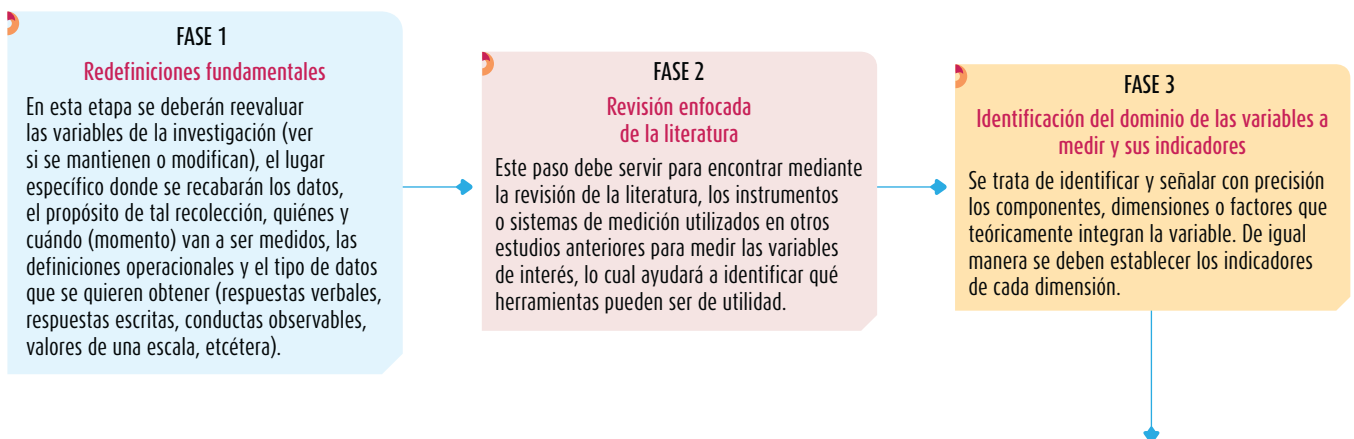 FASE 1
Redefiniciones fundamentales
En esta etapa se deberán reevaluar
las variables de la investigación (ver
si se mantienen o modifican), el lugar
específico donde se recabarán los datos,
el propósito de tal recolección, quiénes y
cuándo (momento) van a ser medidos, las
definiciones operacionales y el tipo de datos
que se quieren obtener (respuestas verbales,
respuestas escritas, conductas observables,
valores de una escala, etcétera).
FASE 2
Revisión enfocada
de la literatura
Este paso debe servir para encontrar mediante
la revisión de la literatura, los instrumentos
o sistemas de medición utilizados en otros
estudios anteriores para medir las variables
de interés, lo cual ayudará a identificar qué
herramientas pueden ser de utilidad.
FASE 3
Identificación del dominio de las variables a
medir y sus indicadores
Se trata de identificar y señalar con precisión
los componentes, dimensiones o factores que
teóricamente integran la variable. De igual
manera se deben establecer los indicadores
de cada dimensión.